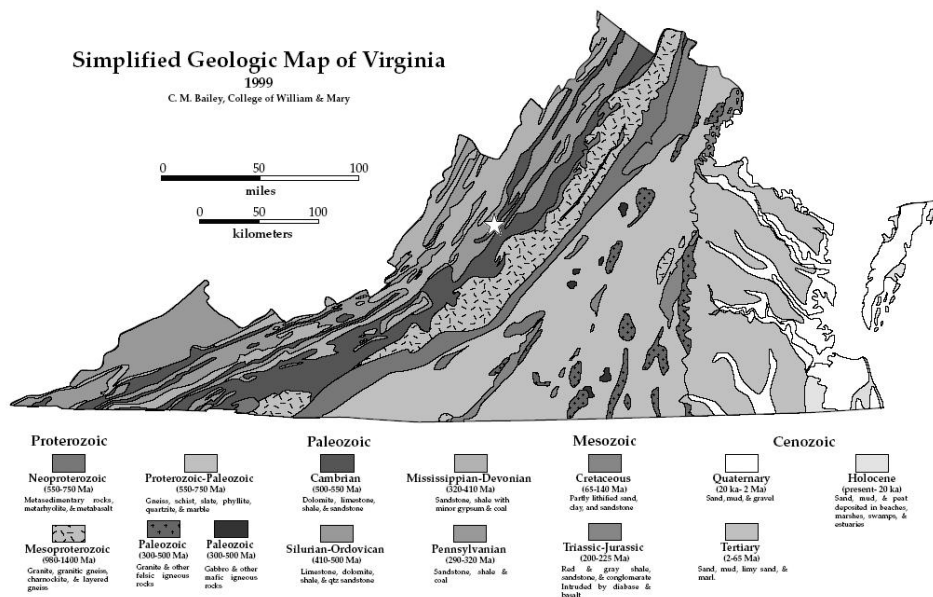 Simplified Geologic Map of Virginia
1999
C. M. Bailey, College of William & Mary
0 50 100
miles
0 50 100
kilometers
Proterozoic
Paleozoic
Mesozoic
Cenozoic
Neoproterozoic
(550-750 Ma)
Metasedimentary rocks,
metarhyolite, & metabasalt
Proterozoic-Paleozoic
(550-750 Ma)
Gneiss, schist, slate, phyllite,
quartzite, & marble
Cambrian
(500-550 Ma)
Dolomite, limestone,
shale, & sandstone
Mississippian-Devonian
(320-410 Ma)
Sandstone, shale with
minor gypsum & coal
Cretaceous
(65-140 Ma)
Partly lithified sand,
clay, and sandstone
Quaternary
(20 ka- 2 Ma)
Sand, mud, & gravel
Holocene
(present- 20 ka)
Sand, mud, & peat
deposited in beaches,
marshes, swamps, &
estuaries
Mesoproterozoic
(980-1400 Ma)
Granite, granitic gneiss,
charnockite, & layered
gneiss
Paleozoic
(300-500 Ma)
Granite & other
felsic igneous
rocks
Paleozoic
(300-500 Ma)
Gabbro & other
mafic igneous
rocks
Silurian-Ordovican
(410-500 Ma)
Limestone, dolomite,
shale, & qtz sandstone
Pennsylvanian
(290-320 Ma)
Sandstone, shale &
coal
Triassic-Jurassic
(200-225 Ma)
Red & gray shale,
sandstone, & conglomerate
Intruded by diabase &
basalt
Tertiary
(2-65 Ma)
Sand, mud, limy sand, &
marl.